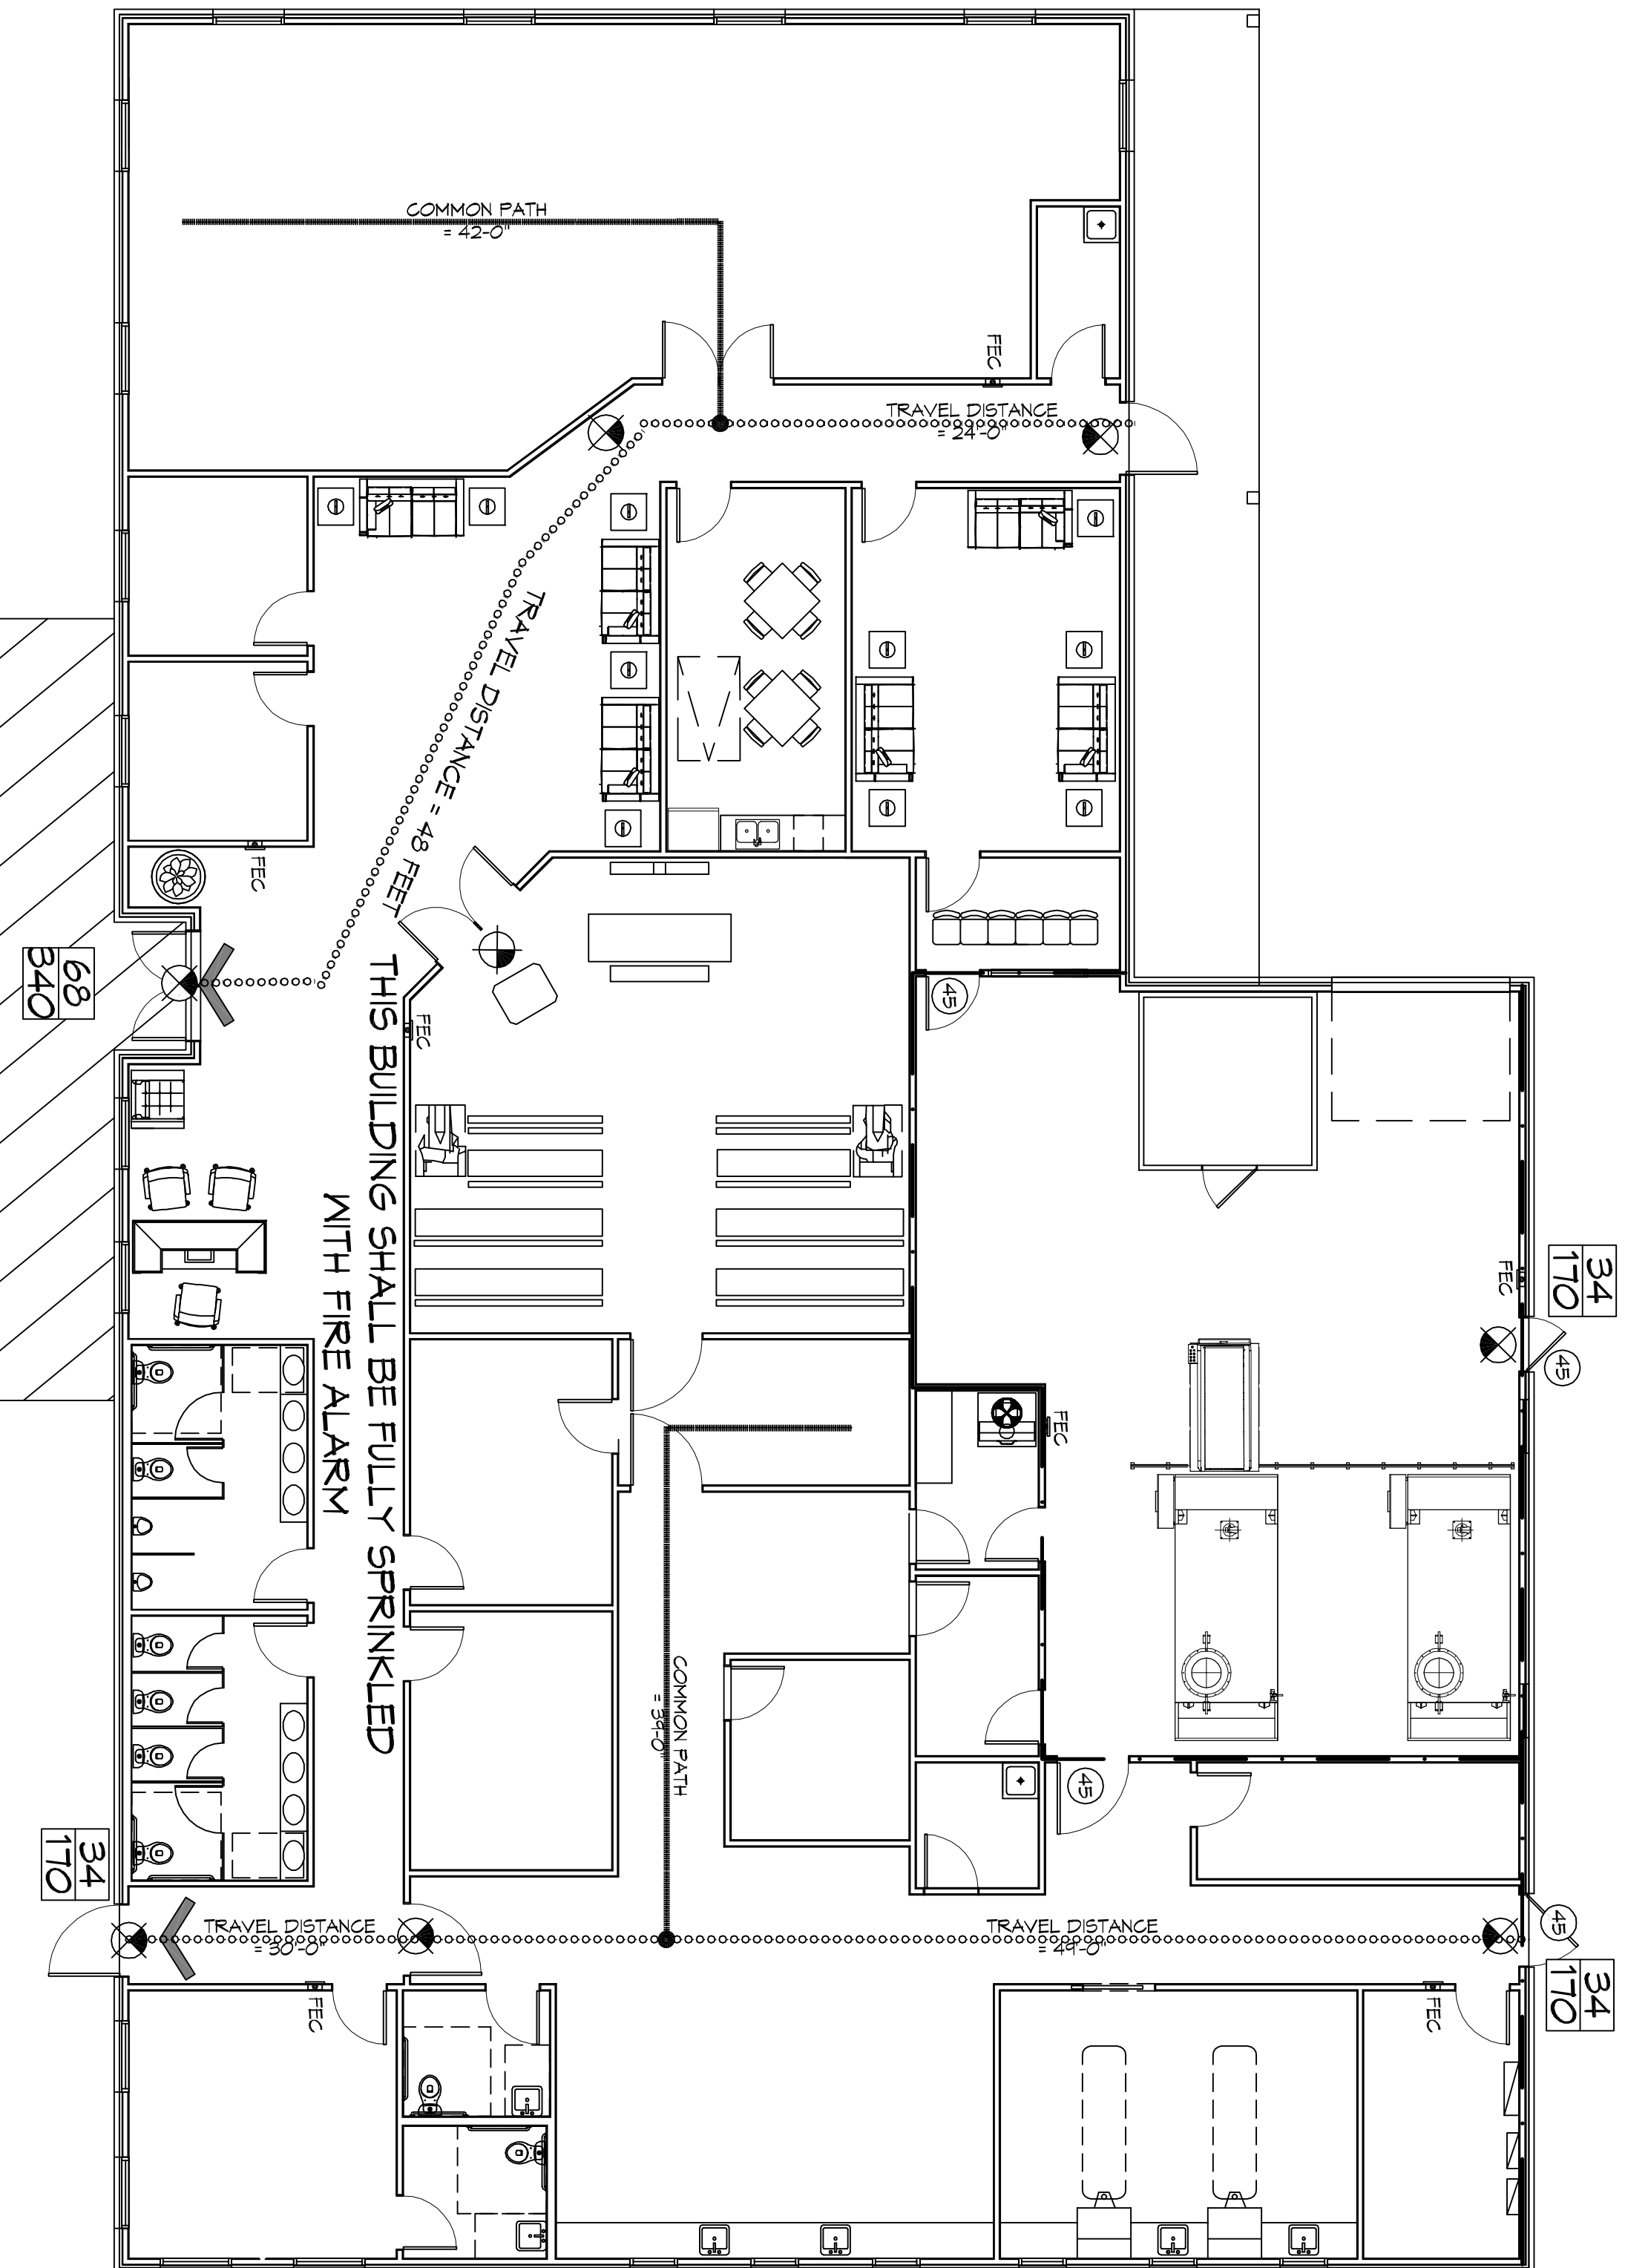 COMMON PATH
= 42-0"
FEC
TRAVEL DISTANCE
= 24'-0"
TRAVEL DISTANCE = 48 FEET
FEC
68
340
FEC
THIS BUILDING SHALL BE FULLY SPRINKLED
WITH FIRE ALARM
45
FEC
34
170
45
FEC
COMMON PATH
= 39-0"
45
34
170
TRAVEL DISTANCE
= 30'-0"
TRAVEL DISTANCE
= 49'-0"
45
34
170
FEC
FEC